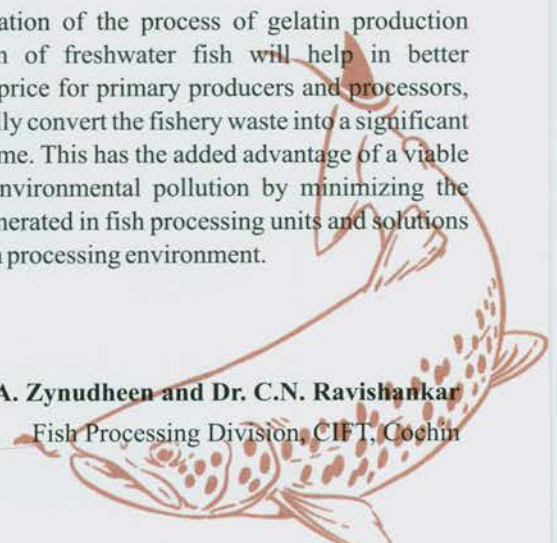 ation of the process of gelatin production
n of freshwater fish will help in better
price for primary producers and processors,
lly convert the fishery waste into a significant
me. This has the added advantage of a viable
nvironmental pollution by minimizing the
nerated in fish processing units and solutions
processing environment.
A. Zynudheen and Dr. C.N. Ravishankar
Fish Processing Division, CIFT, Cochin